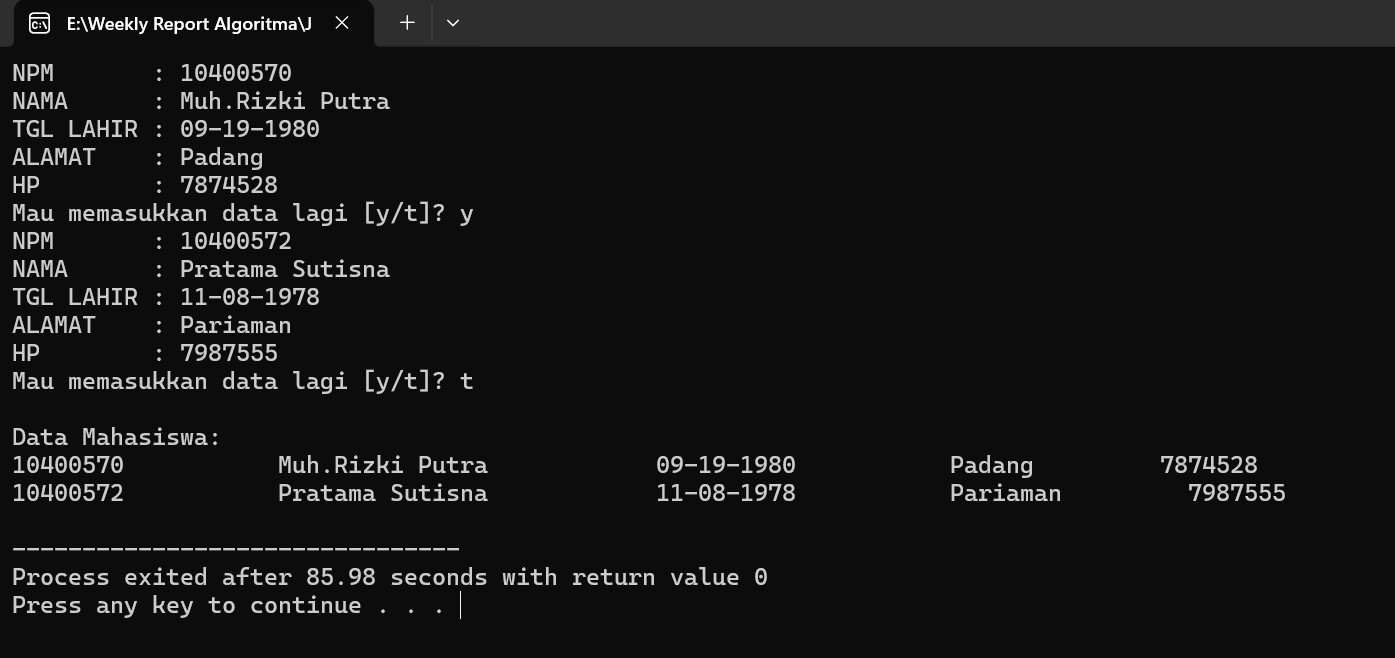 E:\Weekly Report Algoritma\J
NPM       : 10400570
NAMA      : Muh.Rizki Putra
TGL LAHIR : 09-19-1980
ALAMAT    : Padang
HP        : 7874528
Mau memasukkan data lagi [y/t]? y
NPM       : 10400572
NAMA      : Pratama Sutisna
TGL LAHIR : 11-08-1978
ALAMAT    : Pariaman
HP        : 7987555
Mau memasukkan data lagi [y/t]? t
Data Mahasiswa:
10400570           Muh.Rizki Putra            09-19-1980           Padang         7874528
10400572           Pratama Sutisna            11-08-1978           Pariaman         7987555
--------------------------------
Process exited after 85.98 seconds with return value 0
Press any key to continue . . .